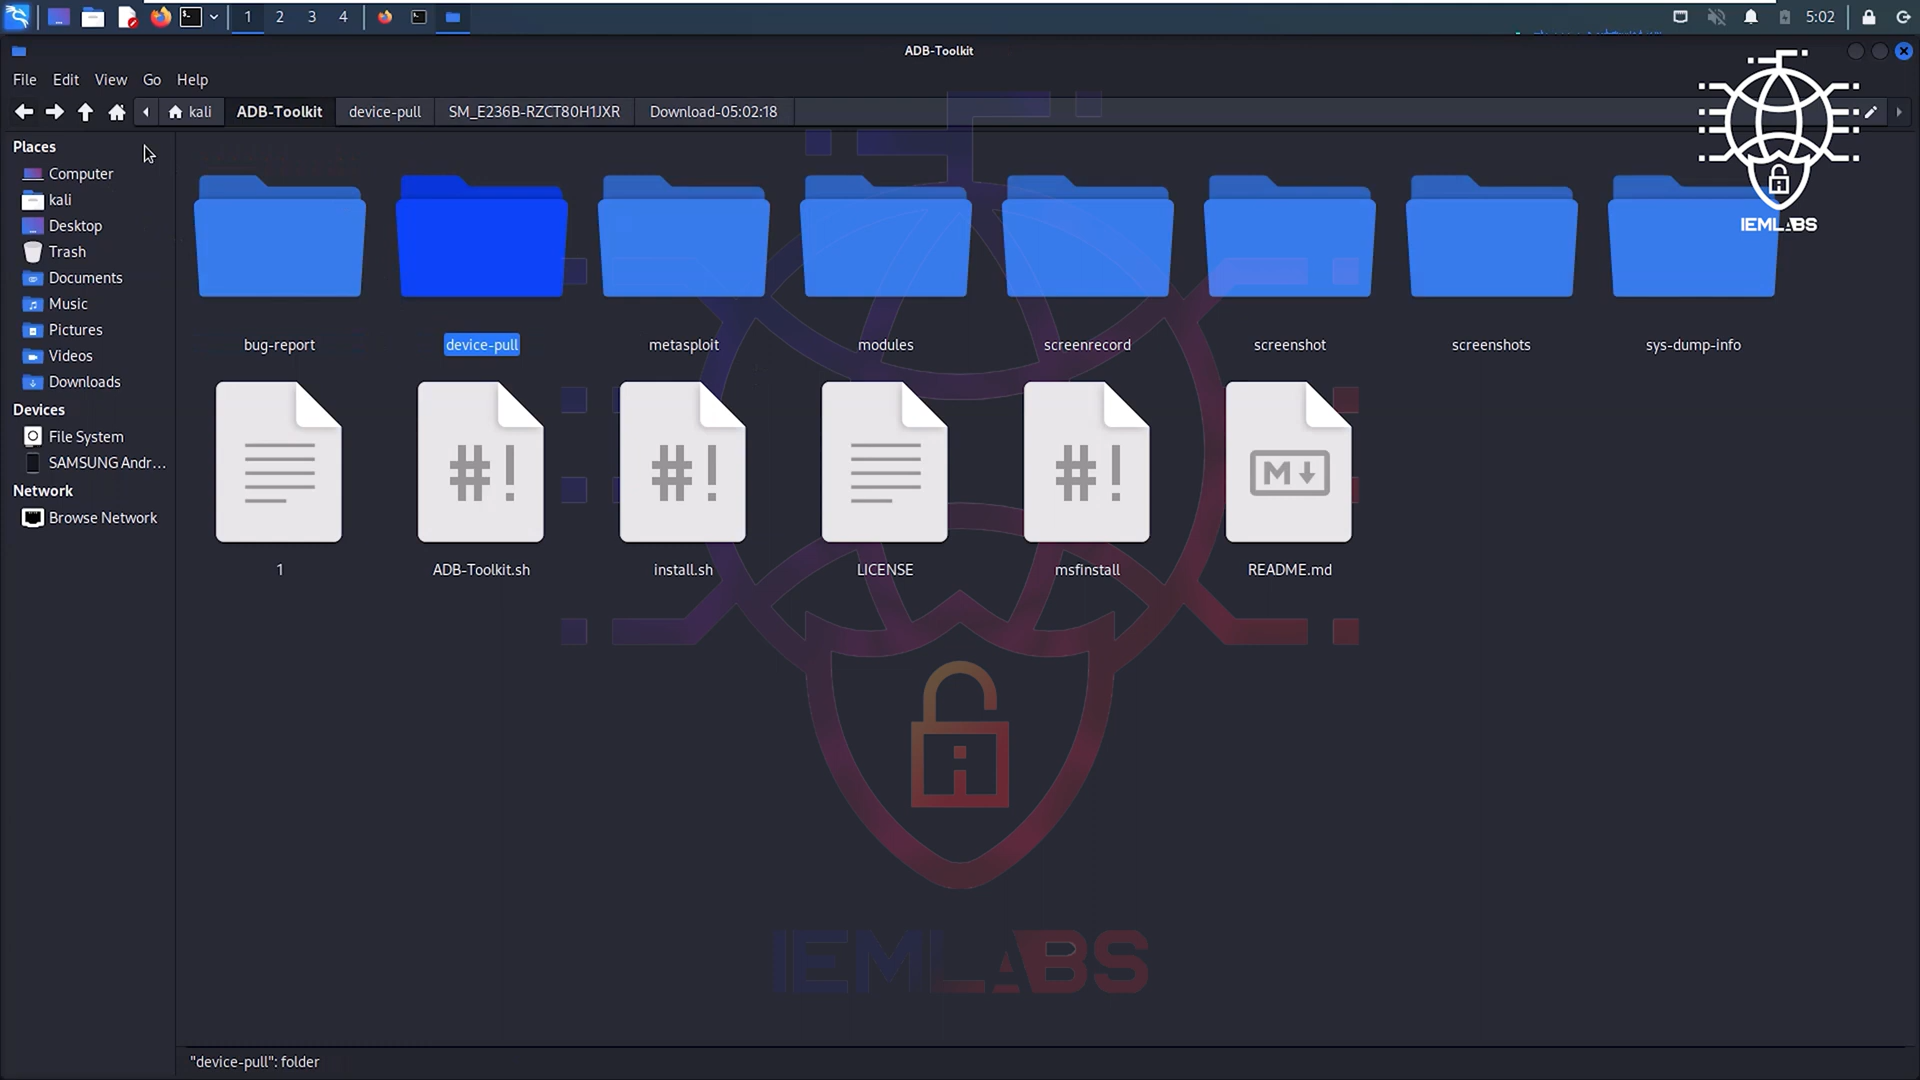 1 2 3 4 5:02
ADB-Toolkit
File Edit View Go Help
kali ADB-Toolkit device-pull SM_E236B-RZCT80H1JXR Download-05:02:18
Places
Computer
kali
Desktop
Trash
Documents
Music
Pictures
Videos
Downloads
Devices
File System
SAMSUNG Andr...
Network
Browse Network
IEMLABS
bug-report device-pull metasploit modules screenrecord screenshot screenshots sys-dump-info
#! #! #! M
1 ADB-Toolkit.sh install.sh LICENSE msfinstall README.md
IEMLABS
"device-pull": folder